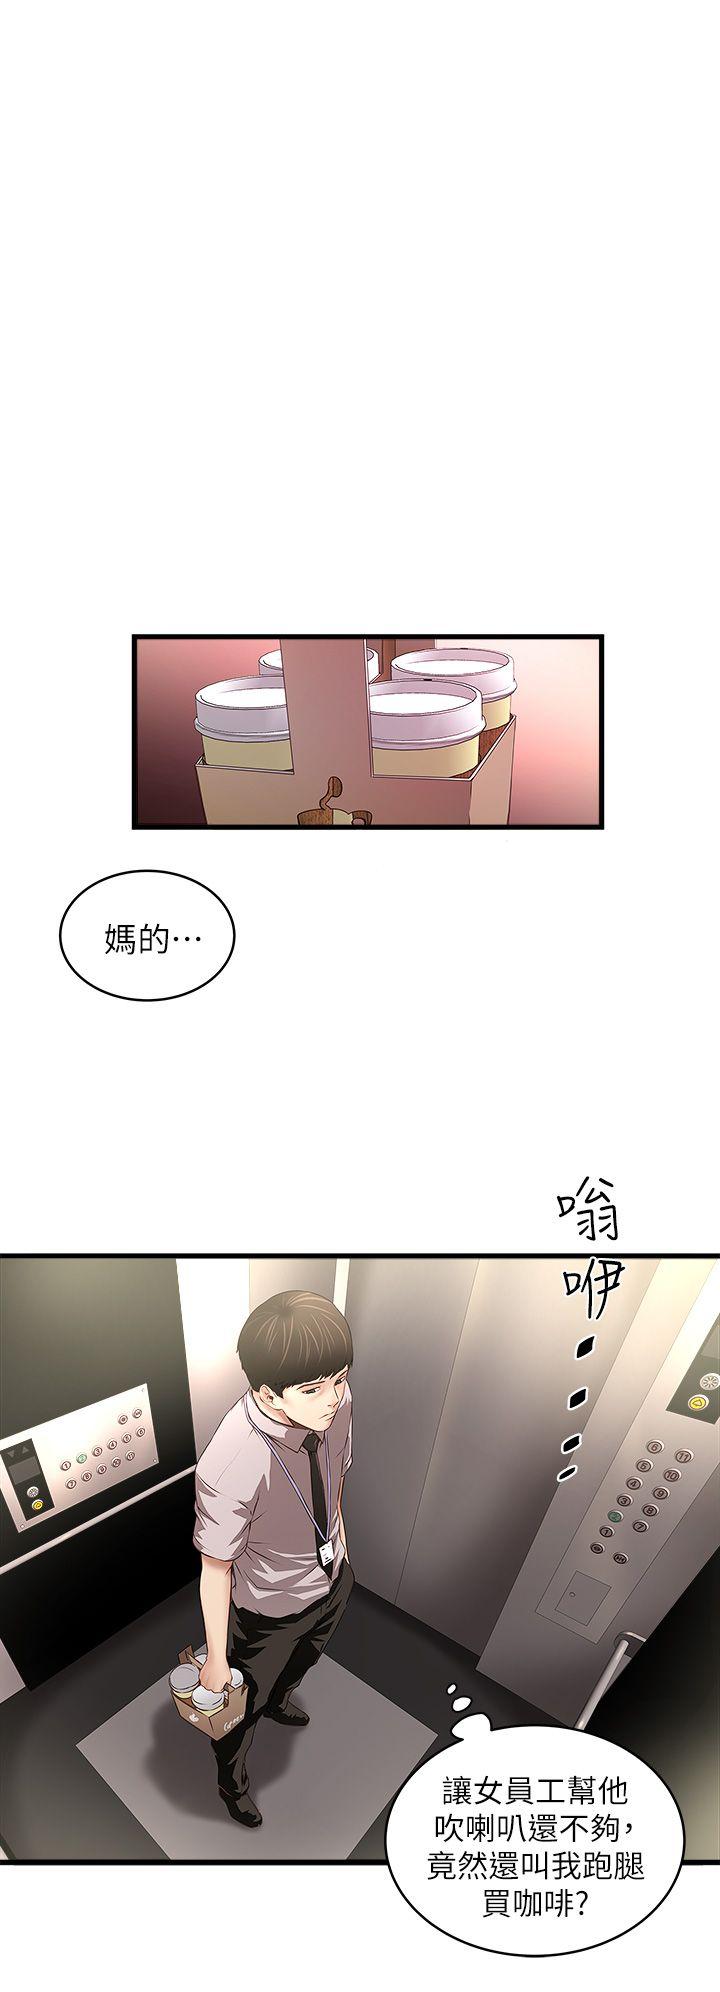 媽的…
嗡
咿......
讓女員工幫他
吹喇叭還不夠，
竟然還叫我跑腿
買咖啡?